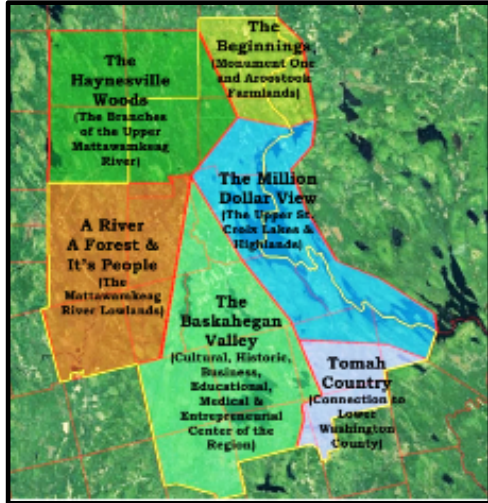 The
Beginnings
(Monument One
and Aroostook
Farmlands)
The
Haynesville
Woods
(The Branches
of the Upper
Mattawamkeag
River)
The Million
Dollar View
(The Upper St.
Croix Lakes &
Highlands)
A River
A Forest &
It's People
(The
Mattawamkeag
River Lowlands)
The
Baskahegan
Valley
(Cultural, Historic,
Business,
Educational,
Medical &
Entrepreneurial
Center of the
Region)
Tomah
Country
(Connection to
Lower
Washington
County)